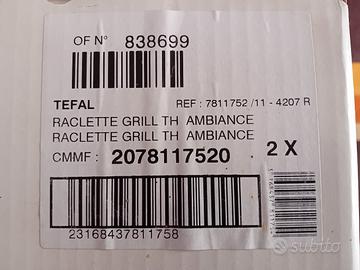 OF N° 838699
TEFAL
REF : 7811752 /11 - 4207 R
RACLETTE GRILL TH AMBIANCE
RACLETTE GRILL TH AMBIANCE
CMMF : 2078117520 2 X
23168437811758
subito